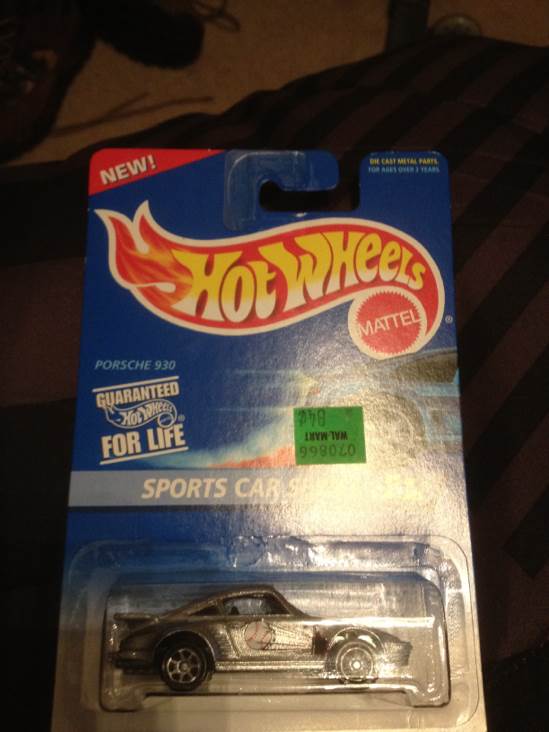 NEW!
DIE CAST METAL PARTS.
FOR AGES OVER 3 YEARS
HOT WHEELS
MATTEL
®
PORSCHE 930
GUARANTEED
HOT WHEELS ®
FOR LIFE
070866
WAL-MART
84¢
SPORTS CAR